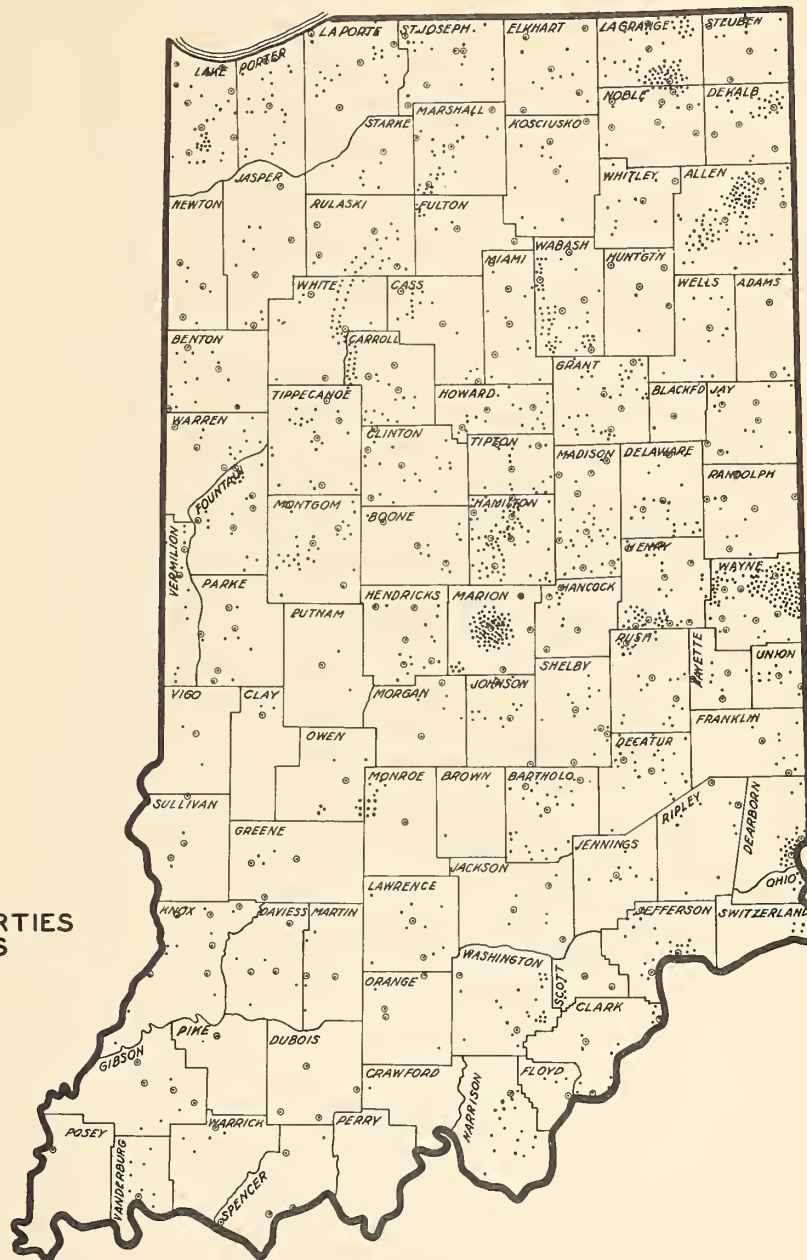 LAPORTE
ST.JOSEPH.
ELKHART
LAGRANGE
STEUBEN
LAKE
PORTER
NOBLE
DEKALB
MARSHALL
STARKE
KOSCIUSKO
WHITLEY
ALLEN
JASPER
NEWTON
RULASKI
FULTON
MIAMI
WABASH
HUNTGTN
WHITE
CASS
WELLS
ADAMS
BENTON
CARROLL
GRANT
TIPPECANOE
HOWARD
BLACKFD
JAY
WARREN
CLINTON
TIPTON
MADISON
DELAWARE
RANDOLPH
FOUNTAIN
MONTGOM
BOONE
HAMILTON
VERMILION
HENRY
WAYNE
PARKE
HENDRICKS
MARION
HANCOCK
PUTNAM
RUSH
FAYETTE
UNION
VIGO
CLAY
MORGAN
JOHNSON
SHELBY
FRANKLIN
OWEN
DECATUR
MONROE
BROWN
BARTHOLO
RIPLEY
DEARBORN
SULLIVAN
GREENE
JENNINGS
JACKSON
OHIO
LAWRENCE
KNOX
DAVIESS
MARTIN
JEFFERSON
SWITZERLAND
RTIES
S
WASHINGTON
SCOTT
ORANGE
CLARK
PIKE
DUBOIS
GIBSON
CRAWFORD
FLOYD
HARRISON
POSEY
WARRICK
PERRY
VANDERBURG
SPENCER